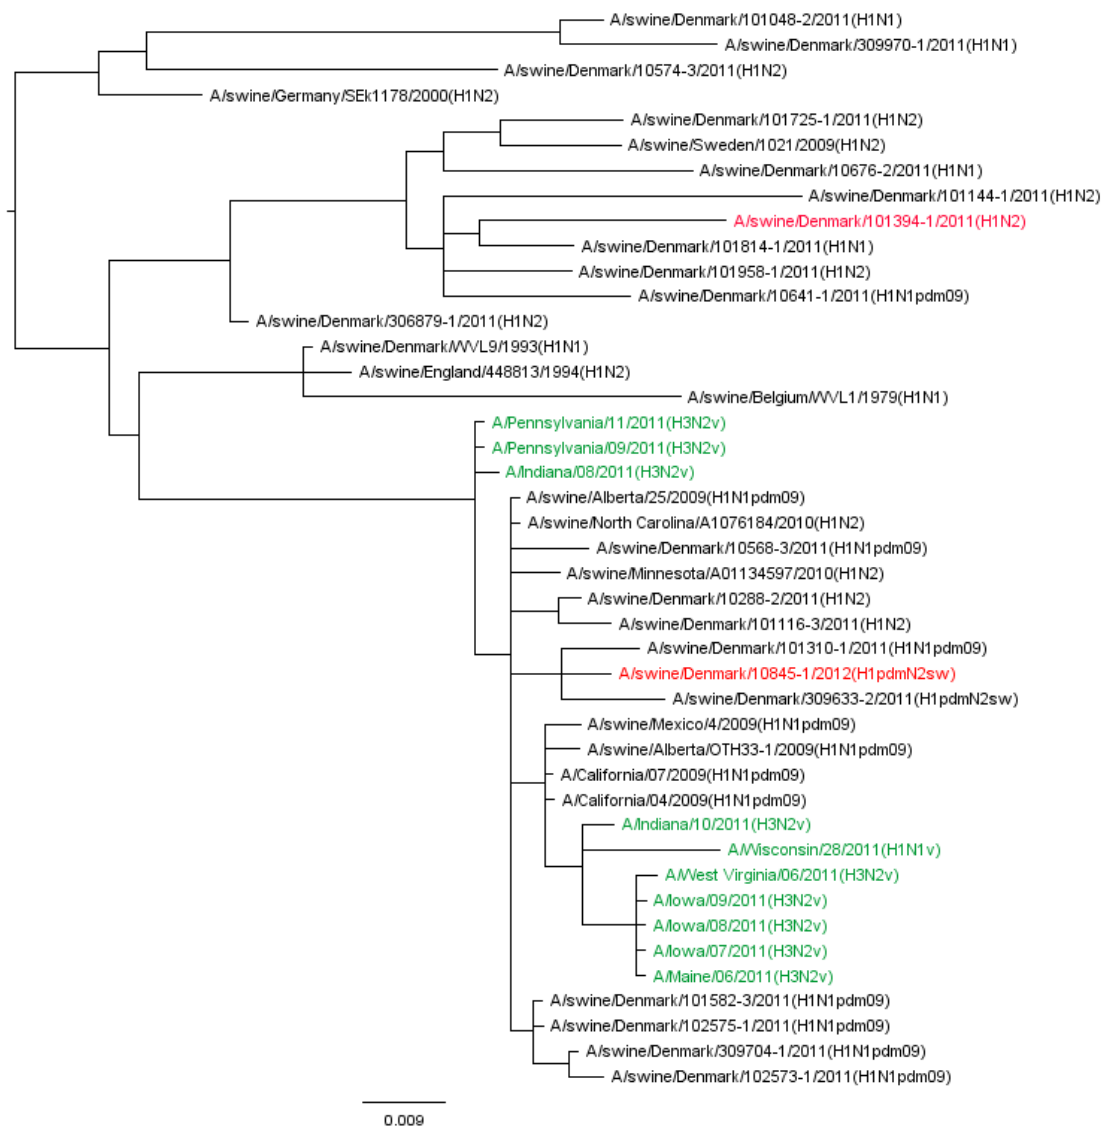 A/swine/Denmark/101048-2/2011(H1N1)
A/swine/Denmark/309970-1/2011(H1N1)
A/swine/Denmark/10574-3/2011(H1N2)
A/swine/Germany/SEk1178/2000(H1N2)
A/swine/Denmark/101725-1/2011(H1N2)
A/swine/Sweden/1021/2009(H1N2)
A/swine/Denmark/10676-2/2011(H1N1)
A/swine/Denmark/101144-1/2011(H1N2)
A/swine/Denmark/101394-1/2011(H1N2)
A/swine/Denmark/101814-1/2011(H1N1)
A/swine/Denmark/101958-1/2011(H1N2)
A/swine/Denmark/10641-1/2011(H1N1pdm09)
A/swine/Denmark/306879-1/2011(H1N2)
A/swine/Denmark/WVL9/1993(H1N1)
A/swine/England/448813/1994(H1N2)
A/swine/Belgium/WVL1/1979(H1N1)
A/Pennsylvania/11/2011(H3N2v)
A/Pennsylvania/09/2011(H3N2v)
A/Indiana/08/2011(H3N2v)
A/swine/Alberta/25/2009(H1N1pdm09)
A/swine/North Carolina/A1076184/2010(H1N2)
A/swine/Denmark/10568-3/2011(H1N1pdm09)
A/swine/Minnesota/A01134597/2010(H1N2)
A/swine/Denmark/10288-2/2011(H1N2)
A/swine/Denmark/101116-3/2011(H1N2)
A/swine/Denmark/101310-1/2011(H1N1pdm09)
A/swine/Denmark/10845-1/2012(H1pdmN2sw)
A/swine/Denmark/309633-2/2011(H1pdmN2sw)
A/swine/Mexico/4/2009(H1N1pdm09)
A/swine/Alberta/OTH33-1/2009(H1N1pdm09)
A/California/07/2009(H1N1pdm09)
A/California/04/2009(H1N1pdm09)
A/Indiana/10/2011(H3N2v)
A/Wisconsin/28/2011(H1N1v)
A/West Virginia/06/2011(H3N2v)
A/Iowa/09/2011(H3N2v)
A/Iowa/08/2011(H3N2v)
A/Iowa/07/2011(H3N2v)
A/Maine/06/2011(H3N2v)
A/swine/Denmark/101582-3/2011(H1N1pdm09)
A/swine/Denmark/102575-1/2011(H1N1pdm09)
A/swine/Denmark/309704-1/2011(H1N1pdm09)
A/swine/Denmark/102573-1/2011(H1N1pdm09)
0.009